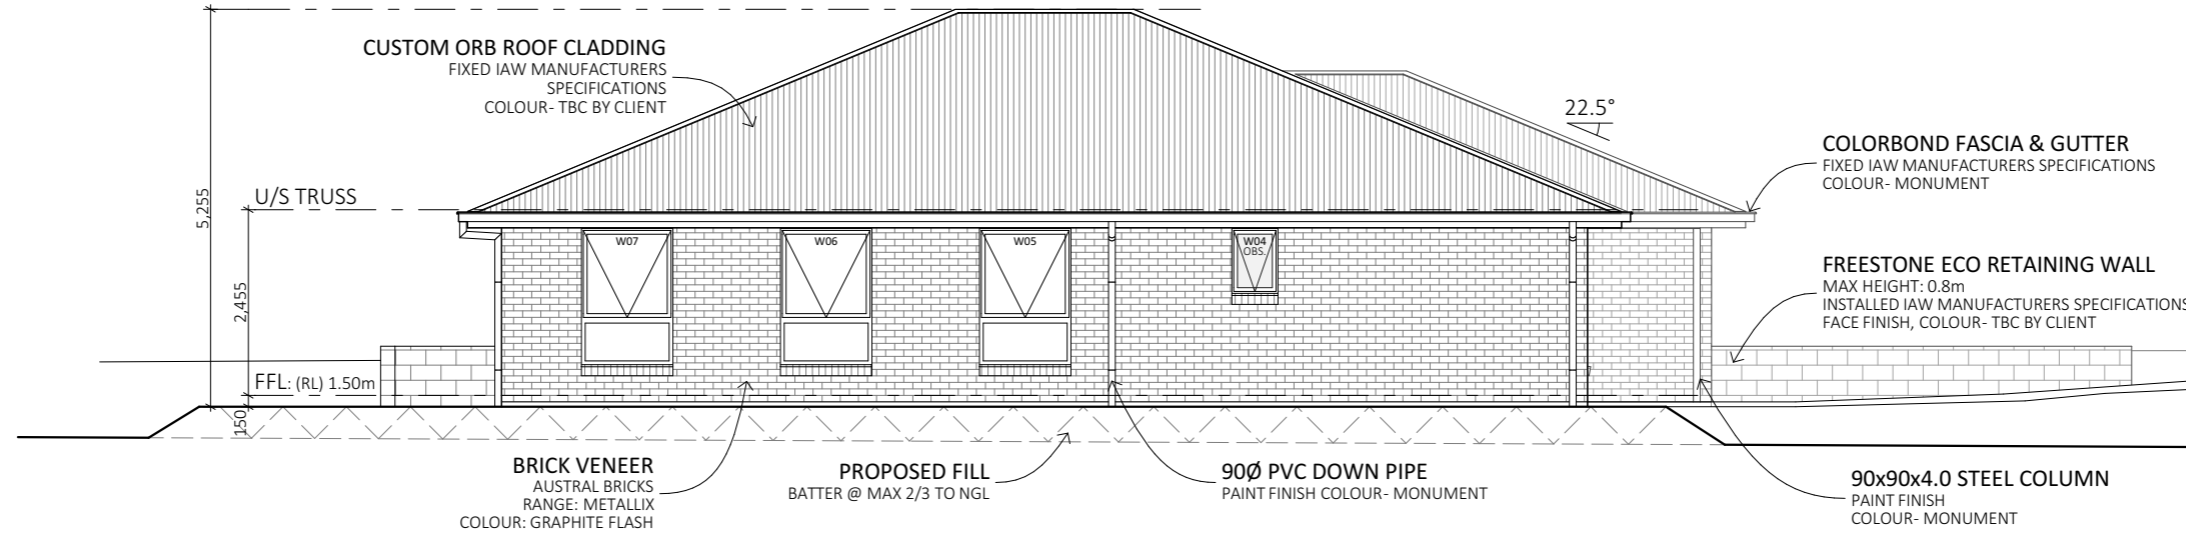 CUSTOM ORB ROOF CLADDING
FIXED IAW MANUFACTURERS
SPECIFICATIONS
COLOUR- TBC BY CLIENT
22.5°
COLORBOND FASCIA & GUTTER
FIXED IAW MANUFACTURERS SPECIFICATIONS
COLOUR- MONUMENT
5,255
U/S TRUSS
2,455
W07
W06
W05
W04
OBS.
FREESTONE ECO RETAINING WALL
MAX HEIGHT: 0.8m
INSTALLED IAW MANUFACTURERS SPECIFICATIONS
FACE FINISH, COLOUR- TBC BY CLIENT
FFL: (RL) 1.50m
150
BRICK VENEER
AUSTRAL BRICKS
RANGE: METALLIX
COLOUR: GRAPHITE FLASH
PROPOSED FILL
BATTER @ MAX 2/3 TO NGL
90Ø PVC DOWN PIPE
PAINT FINISH COLOUR- MONUMENT
90x90x4.0 STEEL COLUMN
PAINT FINISH
COLOUR- MONUMENT